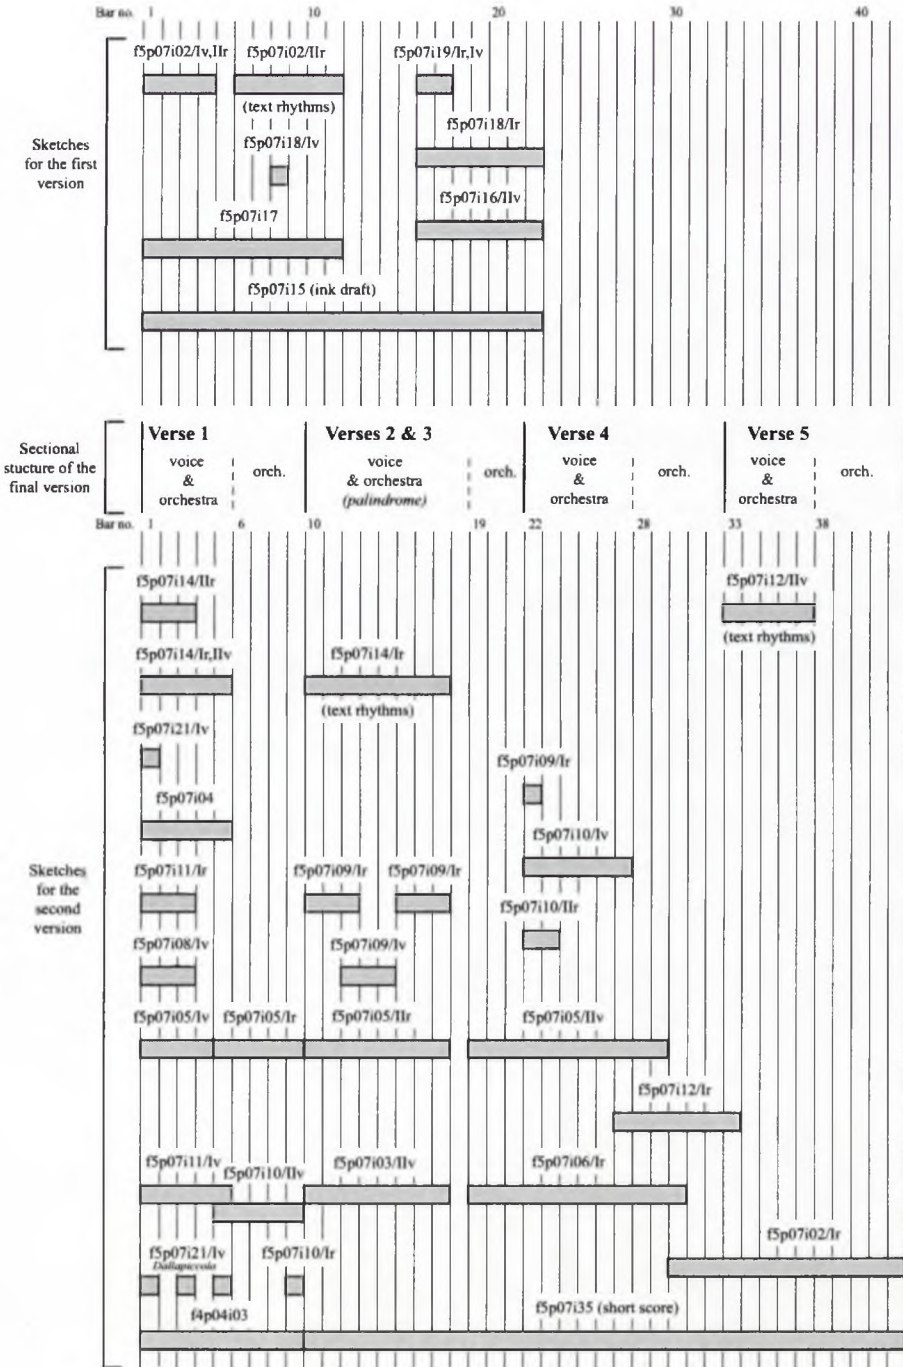 Bar no. 1 10 20 30 40
f5p07i02/Iv,IIr f5p07i02/IIr f5p07i19/Ir,Iv
(text rhythms)
f5p07i18/Ir
f5p07i18/Iv
Sketches
for the first
version
f5p07i16/IIv
f5p07i17
f5p07i15 (ink draft)
Sectional
stucture of the
final version
Verse 1 Verses 2 & 3 Verse 4 Verse 5
voice
&
orchestra
orch.
voice
& orchestra
(palindrome)
orch.
voice
&
orchestra
orch.
voice
&
orchestra
orch.
Bar no. 1 6 10 19 22 28 33 38
f5p07i14/IIr f5p07i12/IIv
(text rhythms)
f5p07i14/Ir,IIv f5p07i14/Ir
(text rhythms)
f5p07i21/Iv
f5p07i09/Ir
f5p07i04
f5p07i10/Iv
Sketches
for the
second
version
f5p07i11/Ir f5p07i09/Ir f5p07i09/Ir
f5p07i10/IIr
f5p07i08/Iv f5p07i09/Iv
f5p07i05/Iv f5p07i05/Ir f5p07i05/IIr f5p07i05/IIv
f5p07i12/Ir
f5p07i11/Iv f5p07i10/IIv f5p07i03/IIv f5p07i06/Ir
f5p07i02/Ir
f5p07i21/Iv f5p07i10/Ir
Dallapiccola
f4p04i03 f5p07i35 (short score)